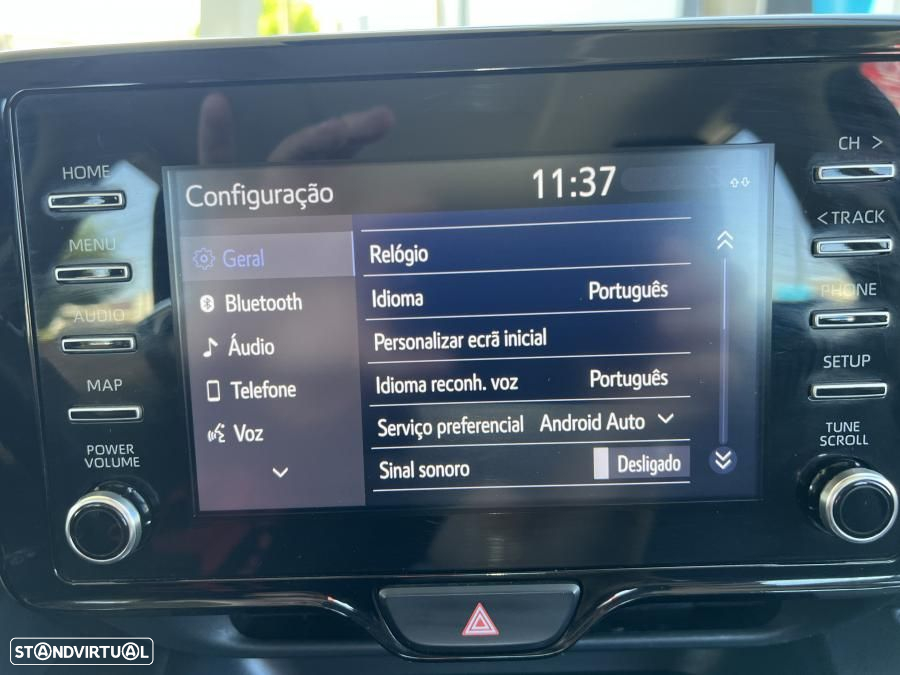 HOME
MENU
AUDIO
MAP
POWER
VOLUME
Configuração
11:37
Geral
Bluetooth
Áudio
Telefone
Voz
Relógio
Idioma Português
Personalizar ecrã inicial
Idioma reconh. voz Português
Serviço preferencial Android Auto
Sinal sonoro Desligado
CH >
< TRACK
PHONE
SETUP
TUNE
SCROLL
STANDVIRTUAL